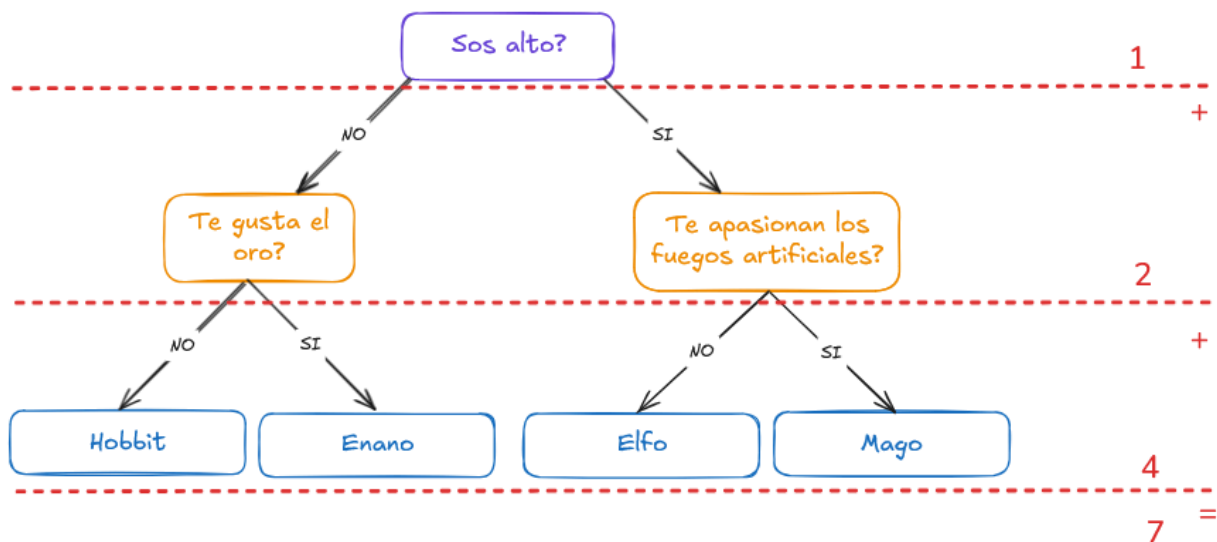 Sos alto?
1
+
NO
SI
Te gusta el
oro?
Te apasionan los
fuegos artificiales?
2
+
NO
SI
NO
SI
Hobbit
Enano
Elfo
Mago
4
=
7